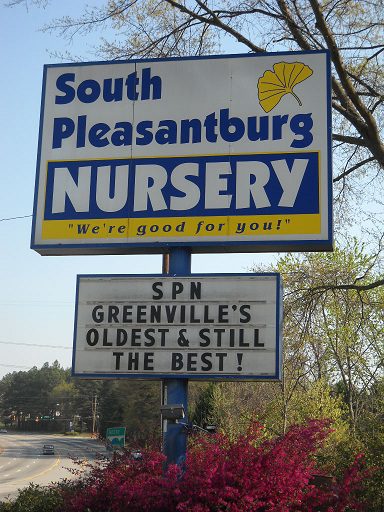 South
Pleasantburg
NURSERY
"We're good for you!"
SPN
GREENVILLE'S
OLDEST & STILL
THE BEST!